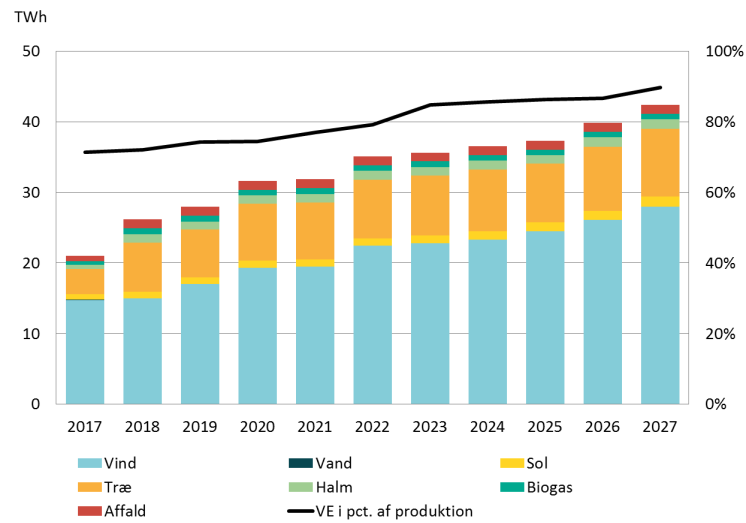 TWh
50 100%
40 80%
30 60%
20 40%
10 20%
0 0%
2017 2018 2019 2020 2021 2022 2023 2024 2025 2026 2027
Vind Vand Sol
Træ Halm Biogas
Affald VE i pct. af produktion